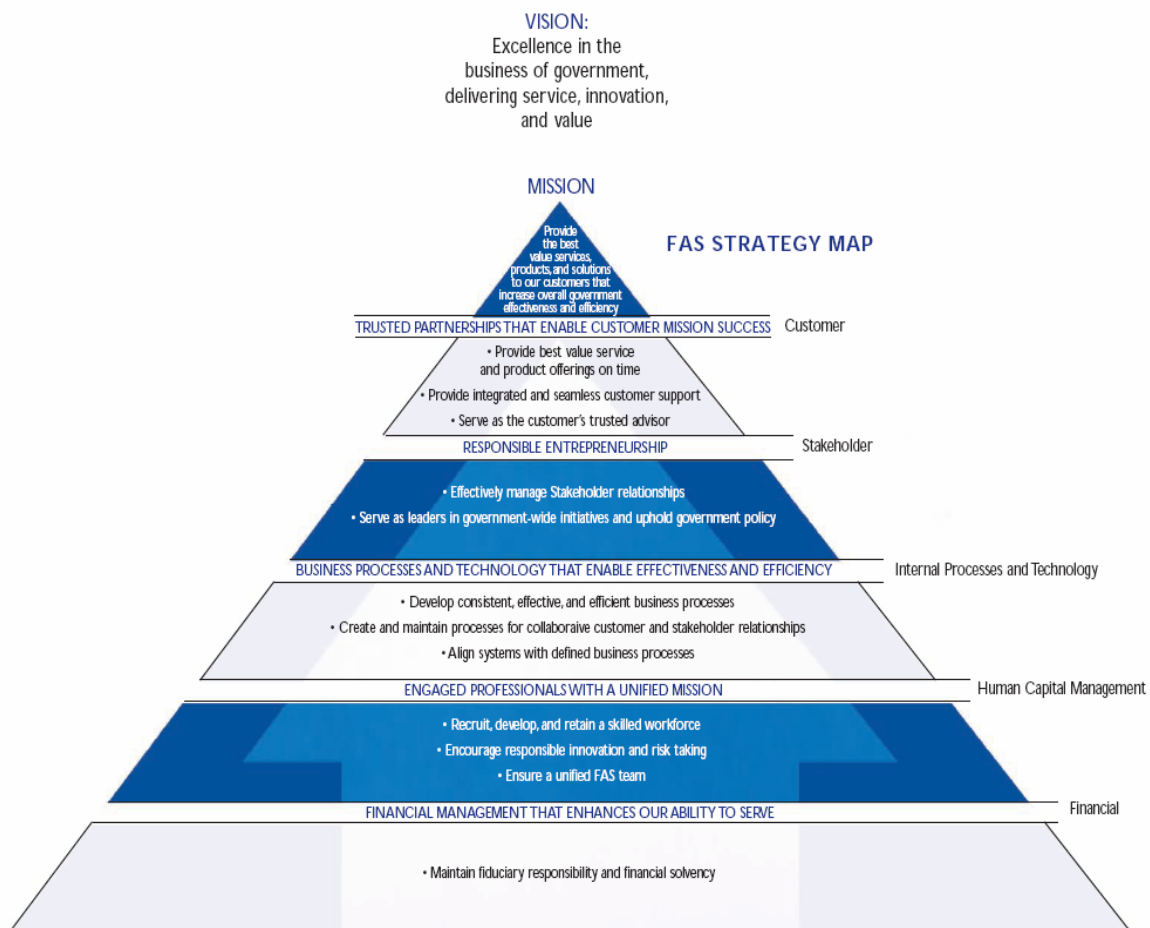 VISION:
Excellence in the
business of government,
delivering service, innovation,
and value
MISSION
Provide
the best
value services,
products, and solutions
to our customers that
increase overall government
effectiveness and efficiency
FAS STRATEGY MAP
TRUSTED PARTNERSHIPS THAT ENABLE CUSTOMER MISSION SUCCESS
Customer
• Provide best value service
and product offerings on time
• Provide integrated and seamless customer support
• Serve as the customer's trusted advisor
RESPONSIBLE ENTREPRENEURSHIP
Stakeholder
• Effectively manage Stakeholder relationships
• Serve as leaders in government-wide initiatives and uphold government policy
BUSINESS PROCESSES AND TECHNOLOGY THAT ENABLE EFFECTIVENESS AND EFFICIENCY
Internal Processes and Technology
• Develop consistent, effective, and efficient business processes
• Create and maintain processes for collaboraive customer and stakeholder relationships
• Align systems with defined business processes
ENGAGED PROFESSIONALS WITH A UNIFIED MISSION
Human Capital Management
• Recruit, develop, and retain a skilled workforce
• Encourage responsible innovation and risk taking
• Ensure a unified FAS team
FINANCIAL MANAGEMENT THAT ENHANCES OUR ABILITY TO SERVE
Financial
• Maintain fiduciary responsibility and financial solvency